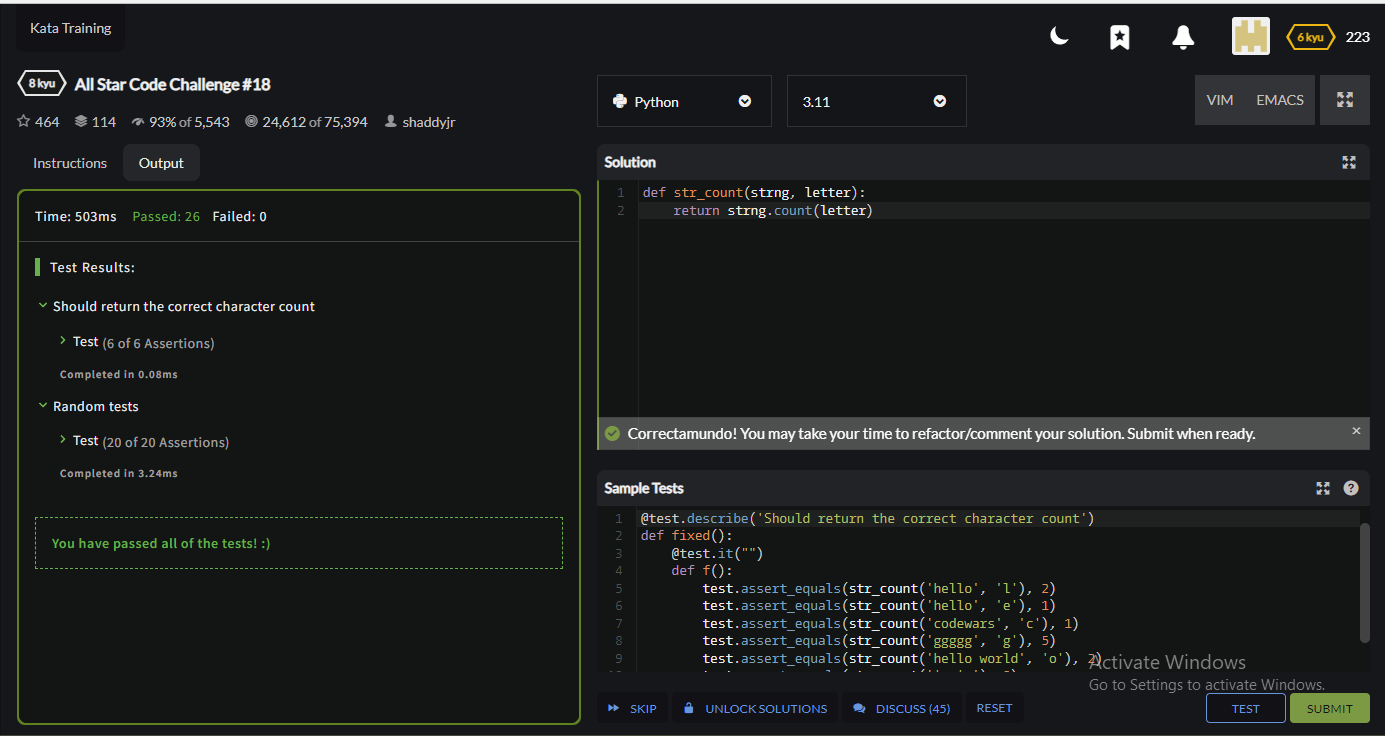 Kata Training
6 kyu
223
8 kyu
All Star Code Challenge #18
464
114
93% of 5,543
24,612 of 75,394
shaddyjr
Instructions
Output
Time: 503ms Passed: 26 Failed: 0
Test Results:
Should return the correct character count
Test (6 of 6 Assertions)
Completed in 0.08ms
Random tests
Test (20 of 20 Assertions)
Completed in 3.24ms
You have passed all of the tests! :)
Python
3.11
VIM
EMACS
Solution
1 def str_count(strng, letter):
2     return strng.count(letter)
Correctamundo! You may take your time to refactor/comment your solution. Submit when ready.
Sample Tests
1 @test.describe('Should return the correct character count')
2 def fixed():
3     @test.it("")
4     def f():
5         test.assert_equals(str_count('hello', 'l'), 2)
6         test.assert_equals(str_count('hello', 'e'), 1)
7         test.assert_equals(str_count('codewars', 'c'), 1)
8         test.assert_equals(str_count('ggggg', 'g'), 5)
9         test.assert_equals(str_count('hello world', 'o'), 2)
Activate Windows
Go to Settings to activate Windows.
SKIP
UNLOCK SOLUTIONS
DISCUSS (45)
RESET
TEST
SUBMIT